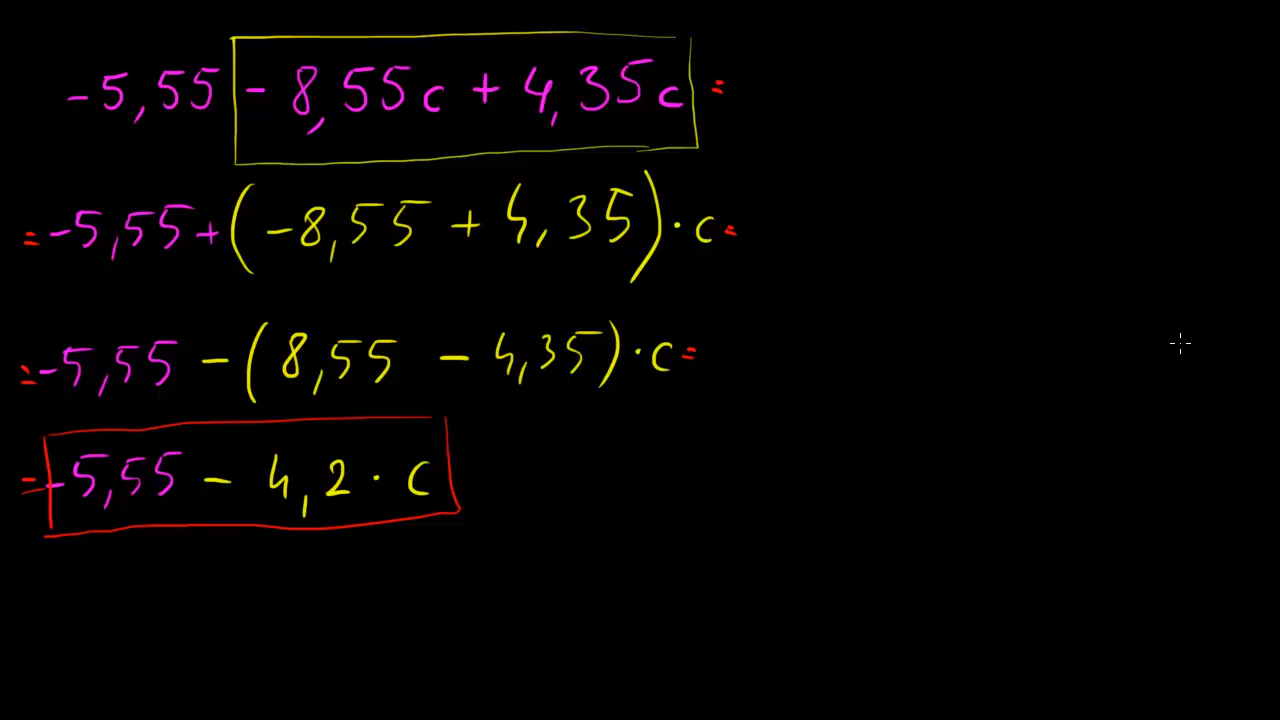 -5,55 - 8,55c + 4,35c =
= -5,55 + (-8,55 + 4,35) · c =
= -5,55 - (8,55 - 4,35) · c =
= -5,55 - 4,2 · c